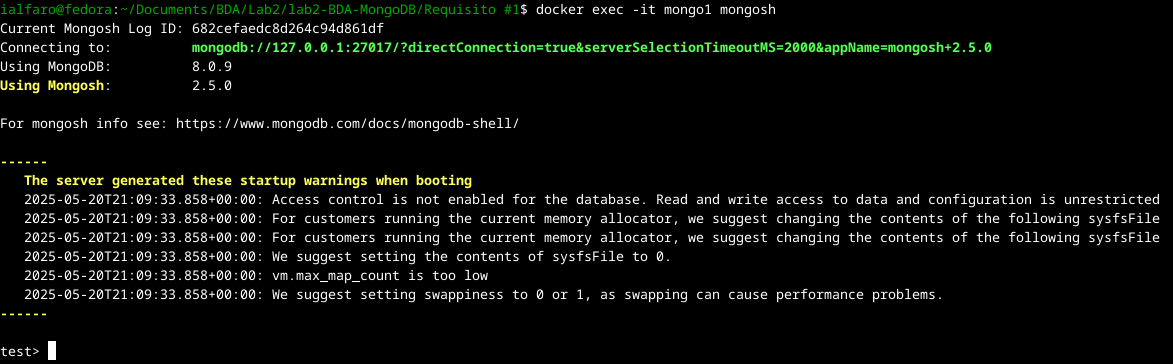 ialfaro@fedora:~/Documents/BDA/Lab2/lab2-BDA-MongoDB/Requisito #1$ docker exec -it mongo1 mongosh
Current Mongosh Log ID: 682cefaedc8d264c94d861df
Connecting to:          mongodb://127.0.0.1:27017/?directConnection=true&serverSelectionTimeoutMS=2000&appName=mongosh+2.5.0
Using MongoDB:          8.0.9
Using Mongosh:          2.5.0
For mongosh info see: https://www.mongodb.com/docs/mongodb-shell/
------
   The server generated these startup warnings when booting
   2025-05-20T21:09:33.858+00:00: Access control is not enabled for the database. Read and write access to data and configuration is unrestricted
   2025-05-20T21:09:33.858+00:00: For customers running the current memory allocator, we suggest changing the contents of the following sysfsFile
   2025-05-20T21:09:33.858+00:00: For customers running the current memory allocator, we suggest changing the contents of the following sysfsFile
   2025-05-20T21:09:33.858+00:00: We suggest setting the contents of sysfsFile to 0.
   2025-05-20T21:09:33.858+00:00: vm.max_map_count is too low
   2025-05-20T21:09:33.858+00:00: We suggest setting swappiness to 0 or 1, as swapping can cause performance problems.
------
test>